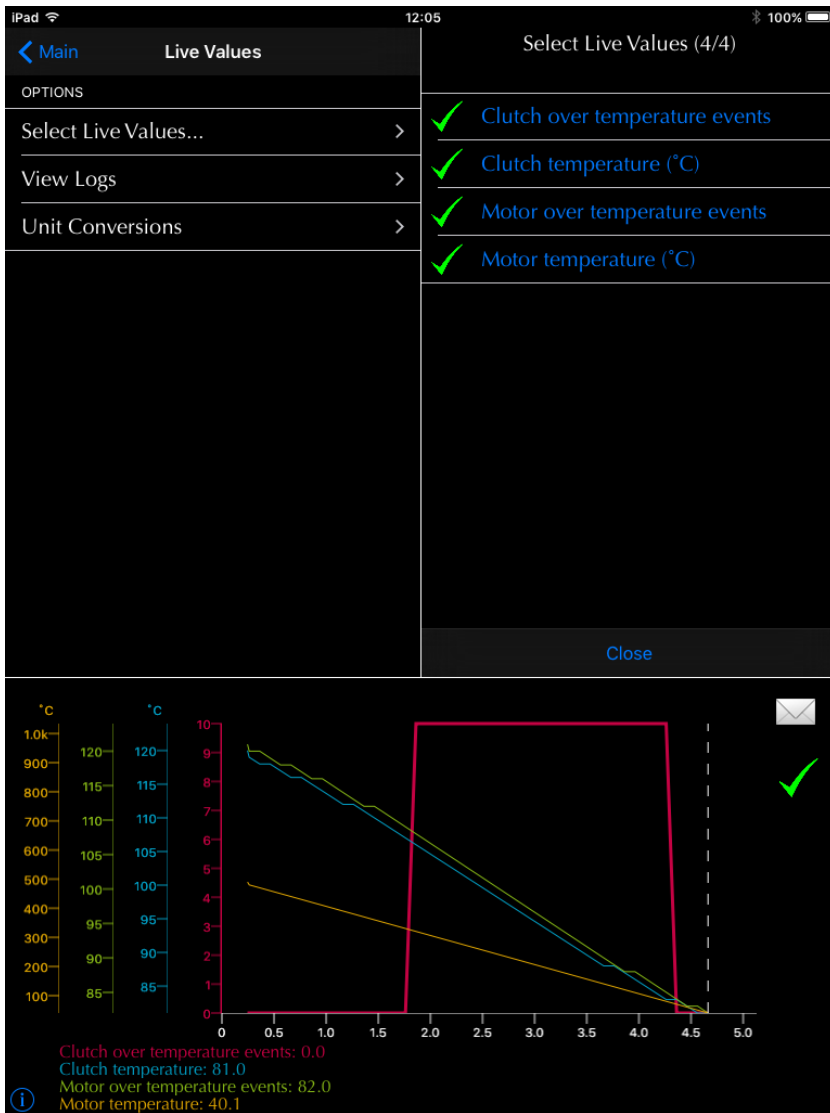 iPad 12:05 100%
Main Live Values
OPTIONS
Select Live Values...
View Logs
Unit Conversions
Select Live Values (4/4)
Clutch over temperature events
Clutch temperature (˚C)
Motor over temperature events
Motor temperature (˚C)
Close
˚C ˚C
1.0k
900
800
700
600
500
400
300
200
100
120
115
110
105
100
95
90
85
120
115
110
105
100
95
90
85
10
9
8
7
6
5
4
3
2
1
0
0 0.5 1.0 1.5 2.0 2.5 3.0 3.5 4.0 4.5 5.0
Clutch over temperature events: 0.0
Clutch temperature: 81.0
Motor over temperature events: 82.0
Motor temperature: 40.1
i